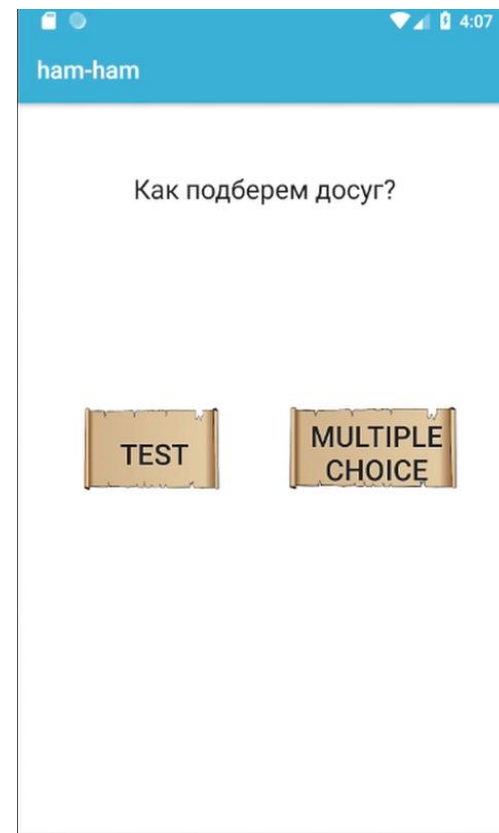 4:07
ham-ham
Как подберем досуг?
TEST
MULTIPLE
CHOICE